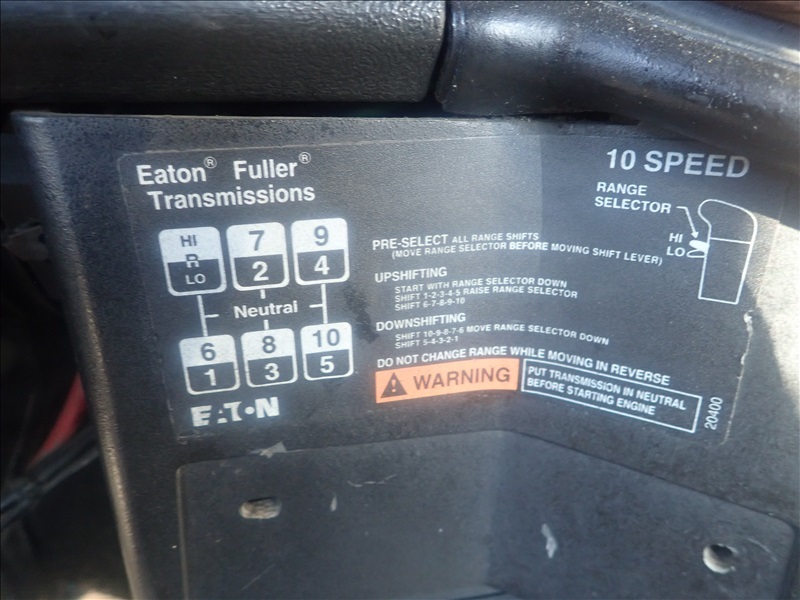 Eaton® Fuller®
Transmissions
10 SPEED
RANGE
SELECTOR
HI
LO
HI
R
LO
7
2
9
4
Neutral
6
1
8
3
10
5
EATON
PRE-SELECT ALL RANGE SHIFTS
(MOVE RANGE SELECTOR BEFORE MOVING SHIFT LEVER)
UPSHIFTING
START WITH RANGE SELECTOR DOWN
SHIFT 1-2-3-4-5 RAISE RANGE SELECTOR
SHIFT 6-7-8-9-10
DOWNSHIFTING
SHIFT 10-9-8-7-6 MOVE RANGE SELECTOR DOWN
SHIFT 5-4-3-2-1
DO NOT CHANGE RANGE WHILE MOVING IN REVERSE
WARNING
PUT TRANSMISSION IN NEUTRAL
BEFORE STARTING ENGINE
20400